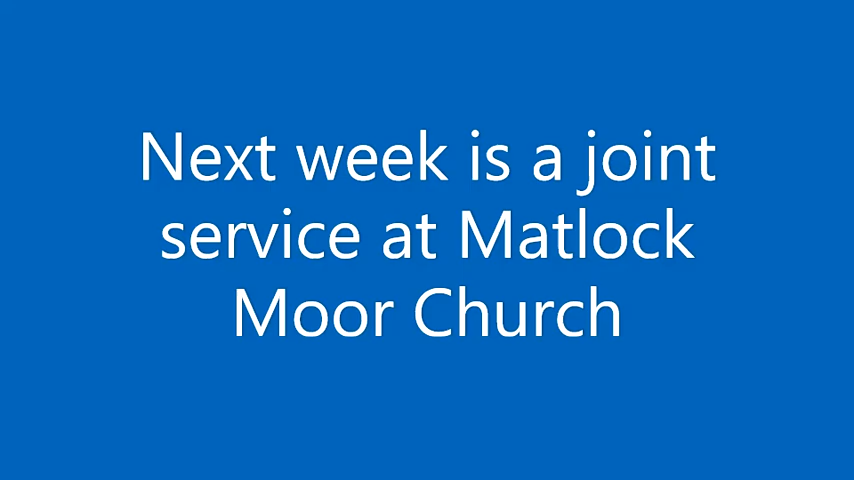 Next week is a joint
service at Matlock
Moor Church